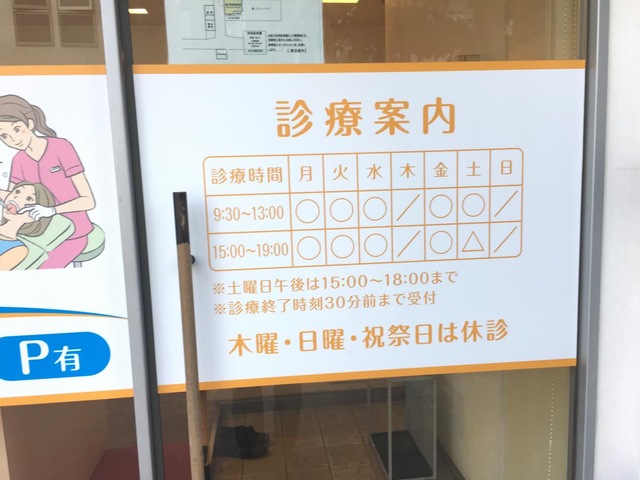 診療案内
診療時間 月 火 水 木 金 土 日
9:30〜13:00 ○ ○ ○ ／ ○ ○ ／
15:00〜19:00 ○ ○ ○ ／ ○ △ ／
※土曜日午後は15:00〜18:00まで
※診療終了時刻30分前まで受付
木曜・日曜・祝祭日は休診
P有